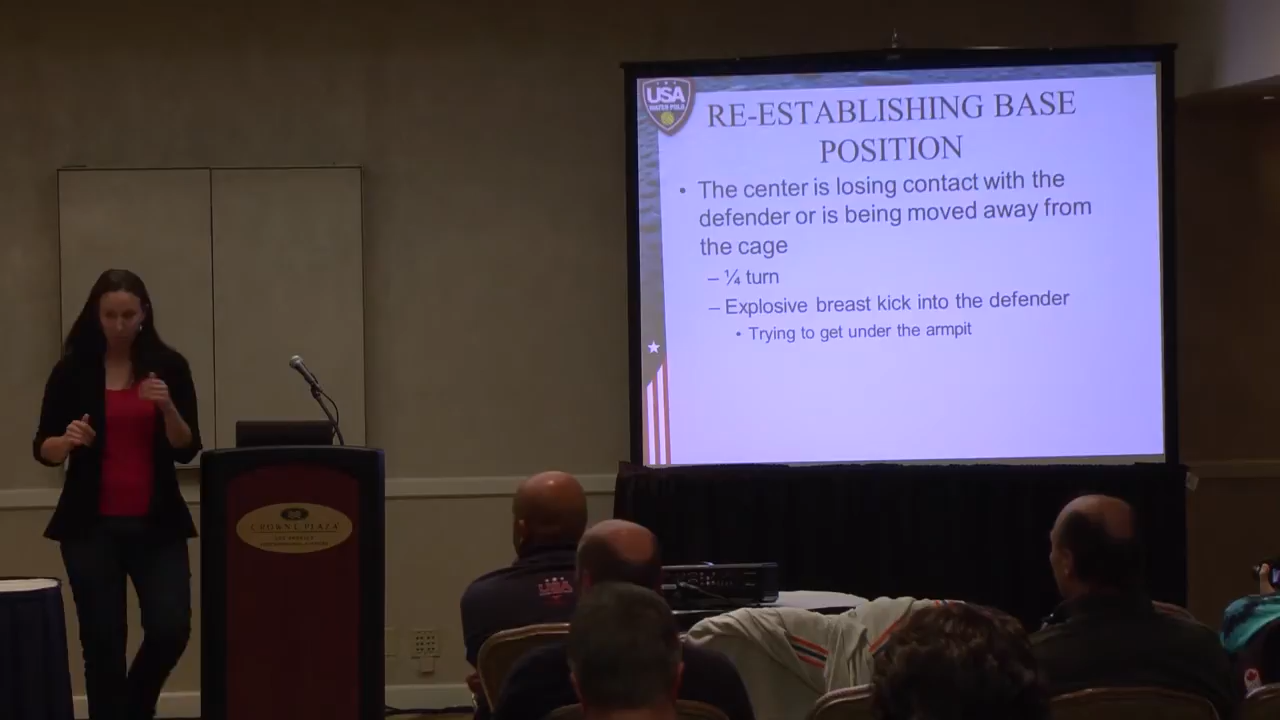 USA
WATER POLO
RE-ESTABLISHING BASE
POSITION
• The center is losing contact with the
defender or is being moved away from
the cage
– ¼ turn
– Explosive breast kick into the defender
• Trying to get under the armpit
CROWNE PLAZA
USA